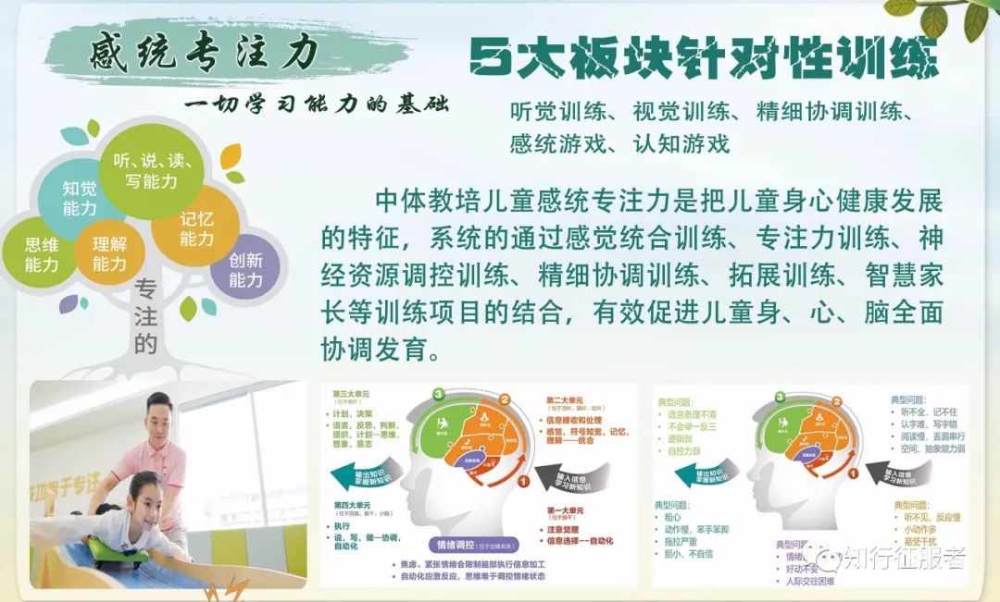 感统专注力
一切学习能力的基础
5大板块针对性训练
听觉训练、视觉训练、精细协调训练、
感统游戏、认知游戏
听、说、读、
写能力
知觉
能力
记忆
能力
思维
能力
理解
能力
创新
能力
专注的
中体教培儿童感统专注力是把儿童身心健康发展
的特征，系统的通过感觉统合训练、专注力训练、神
经资源调控训练、精细协调训练、拓展训练、智慧家
长等训练项目的结合，有效促进儿童身、心、脑全面
协调发育。
第三大单元
（位于额叶）
• 计划，决策
• 语言，反思，判断，
组织，计划—思维，
想象，意志
3
2
第二大单元
• 信息接收和处理
• 感觉，符号知觉，记忆，
理解——统合
输出知识
掌握新知识
输入信息
学习新知识
1
第四大单元
（位于四肢，躯干，小脑）
• 执行
• 说，写，做—协调，
自动化
第一大单元
（位于脑干）
• 注意觉醒
• 信息选择--自动化
情绪调控（位于边缘系统）
• 焦虑、紧张情绪会限制脑部执行信息加工
• 自动化应激反应，思维难于调控情绪状态
典型问题：
• 语言条理不清
• 不会举一反三
• 逻辑弱
• 自控力弱
3
2
典型问题：
• 听不全，记不住
• 认字难，写字错
• 阅读慢，丢漏串行
• 空间、抽象能力弱
输出知识
掌握新知识
输入信息
学习新知识
1
典型问题：
• 粗心
• 动作慢，笨手笨脚
• 拖拉严重
• 胆小，不自信
典型问题：
• 听不见，反应慢
• 小动作多
• 易受干扰
典型问题
• 情绪
• 好动不安
• 人际交往困难
知行征服者